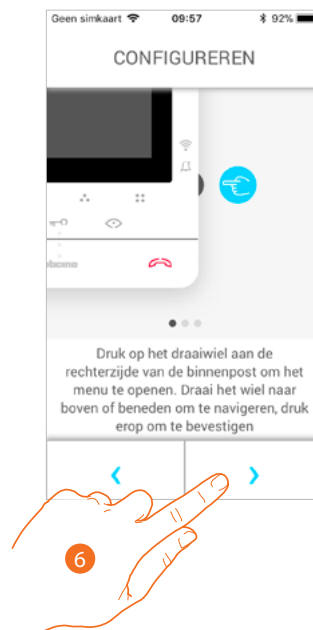 Geen simkaart 09:57 92%
CONFIGUREREN
bticino
Druk op het draaiwiel aan de
rechterzijde van de binnenpost om het
menu te openen. Draai het wiel naar
boven of beneden om te navigeren, druk
erop om te bevestigen
6